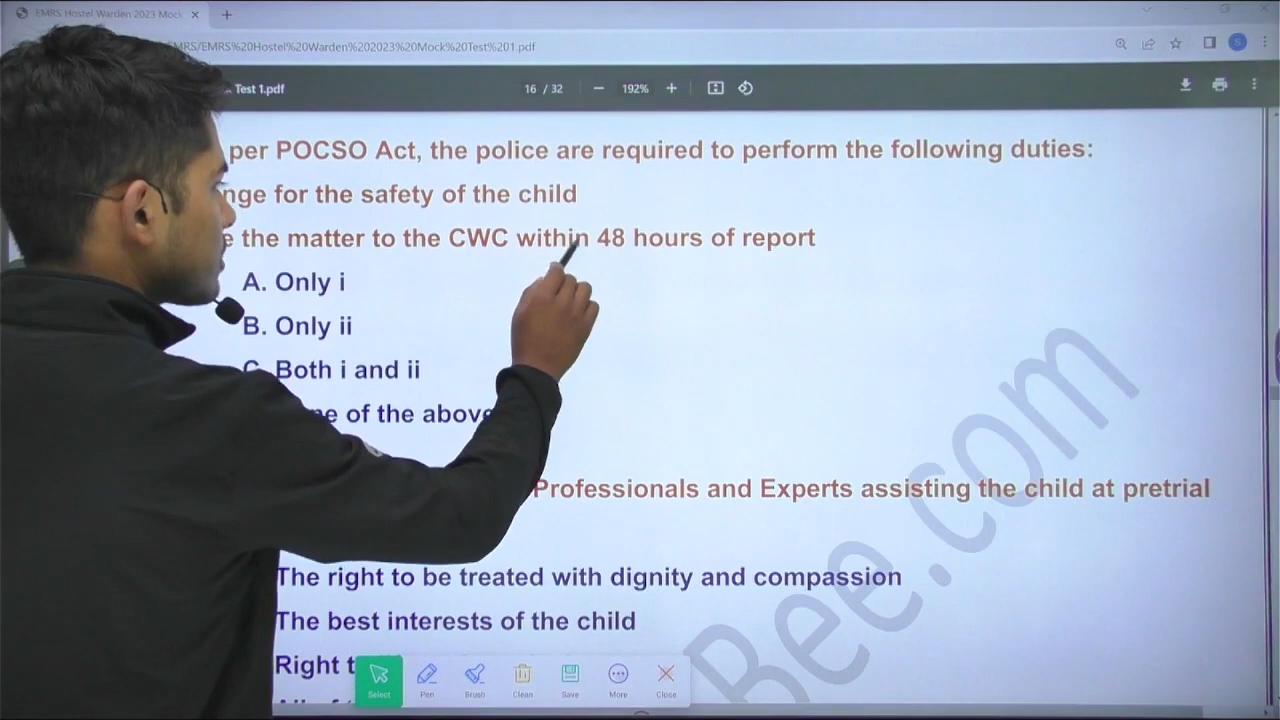 EMRS Hostel Warden 2023 Mock
MRS/EMRS%20Hostel%20Warden%202023%20Mock%20Test%201.pdf
S
Test 1.pdf
16 / 32
192%
per POCSO Act, the police are required to perform the following duties:
nge for the safety of the child
e the matter to the CWC within 48 hours of report
A. Only i
B. Only ii
C. Both i and ii
ne of the above
Professionals and Experts assisting the child at pretrial
The right to be treated with dignity and compassion
The best interests of the child
Right t
Select Pen Brush Clean Save More Close
Bee.com